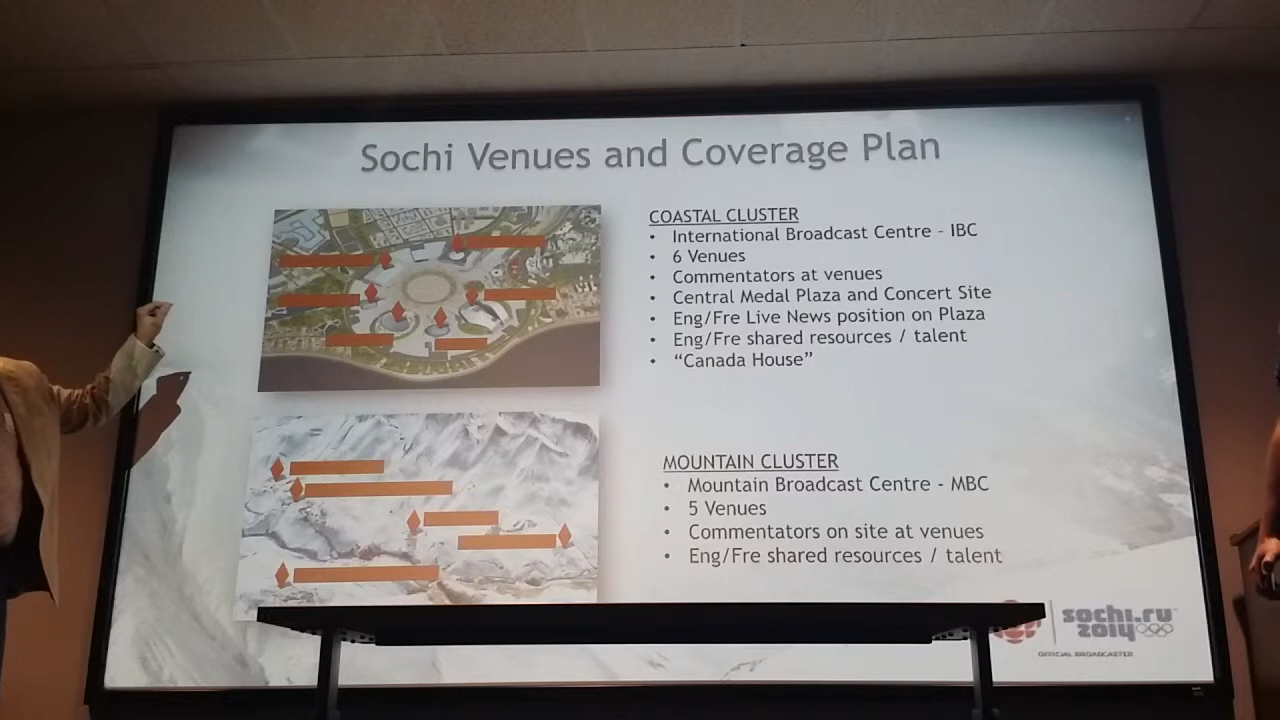 Sochi Venues and Coverage Plan
COASTAL CLUSTER
• International Broadcast Centre - IBC
• 6 Venues
• Commentators at venues
• Central Medal Plaza and Concert Site
• Eng/Fre Live News position on Plaza
• Eng/Fre shared resources / talent
• “Canada House”
MOUNTAIN CLUSTER
• Mountain Broadcast Centre - MBC
• 5 Venues
• Commentators on site at venues
• Eng/Fre shared resources / talent
sochi.ru
2014
OFFICIAL BROADCASTER